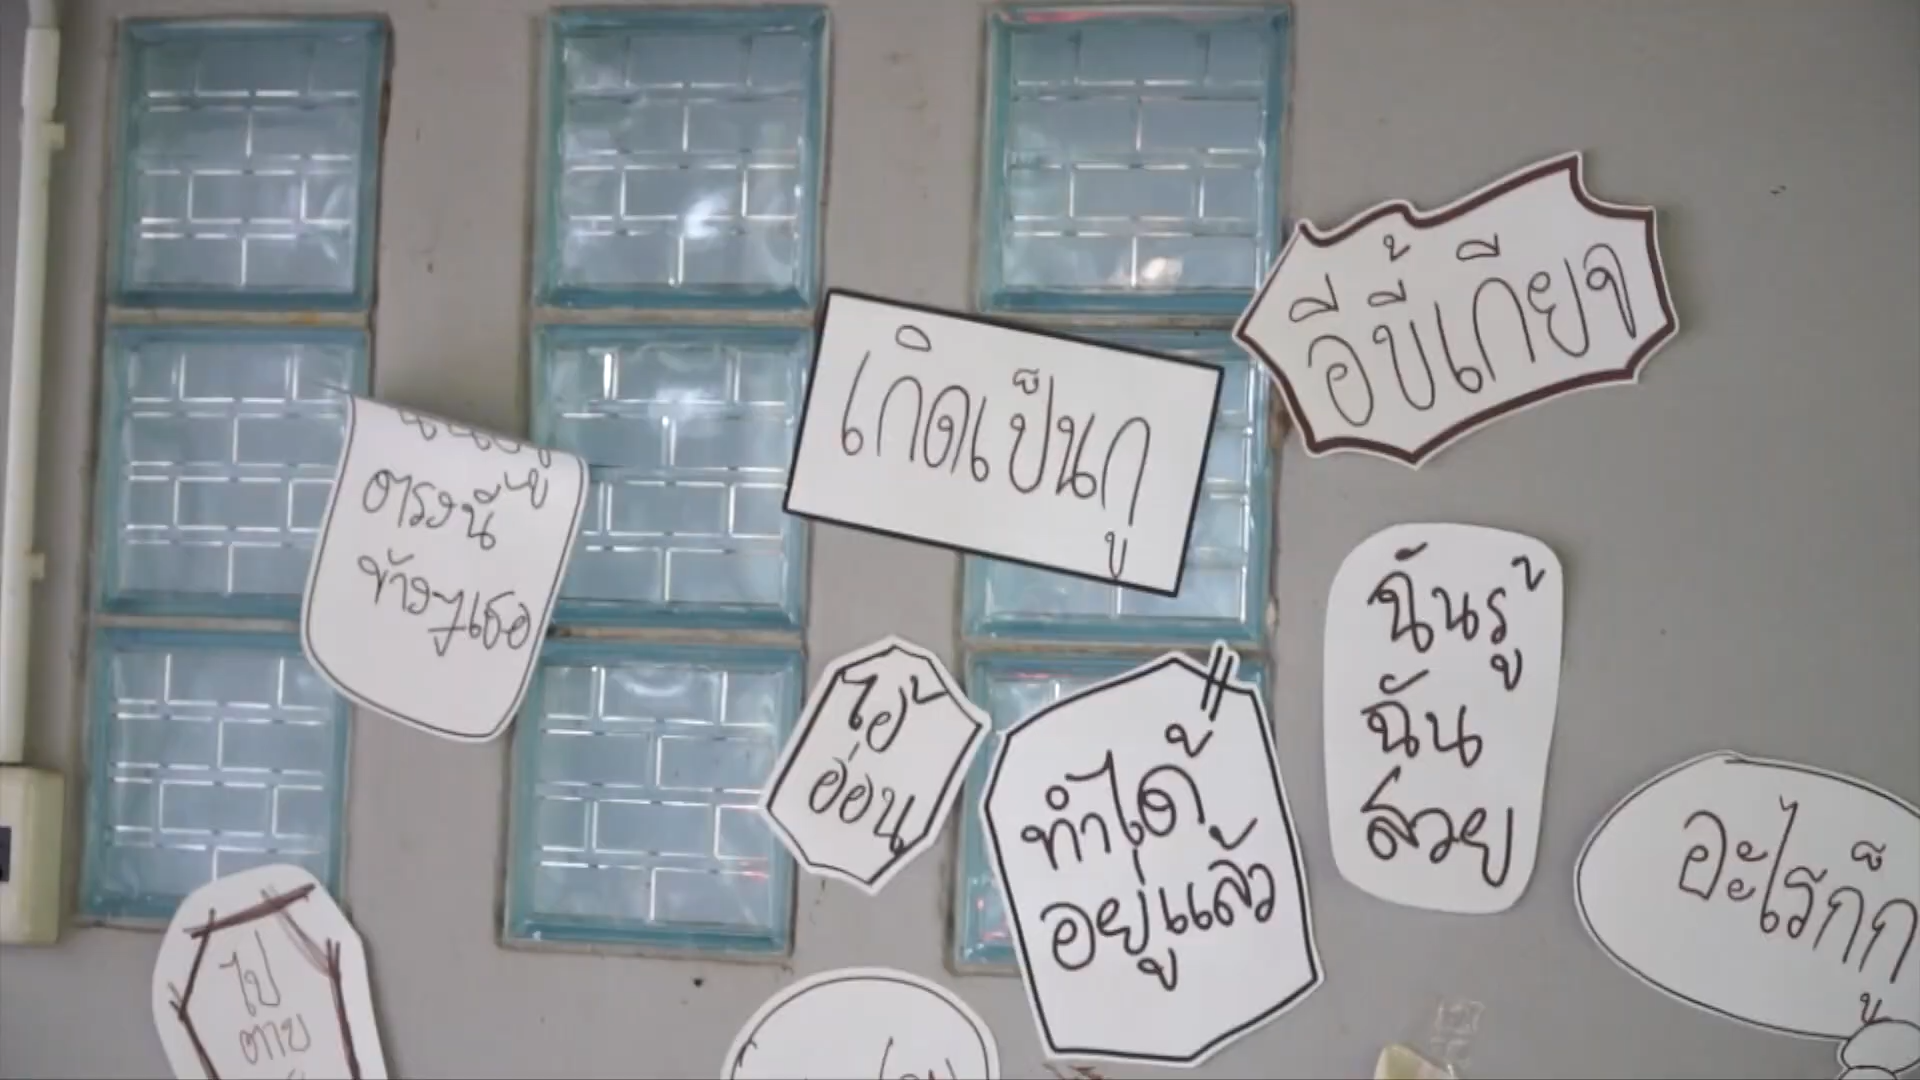 อีขี้เกียจ
เกิดเป็นกู
ตรงนี้
ข้างๆเธอ
ฉันรู้
ฉัน
สวย
ไอ้
อ่อน
ทำได้
อยู่แล้ว
อะไรก็กู
ไป
ตาย